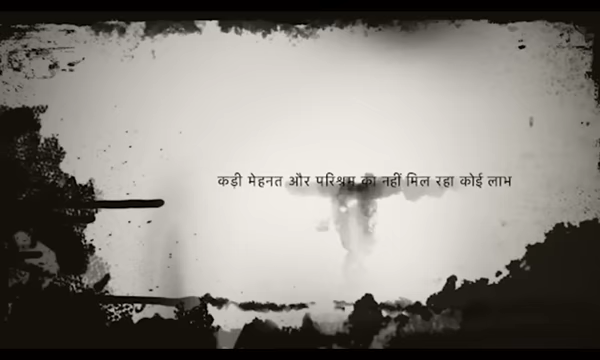 कड़ी मेहनत और परिश्रम का नहीं मिल रहा कोई लाभ